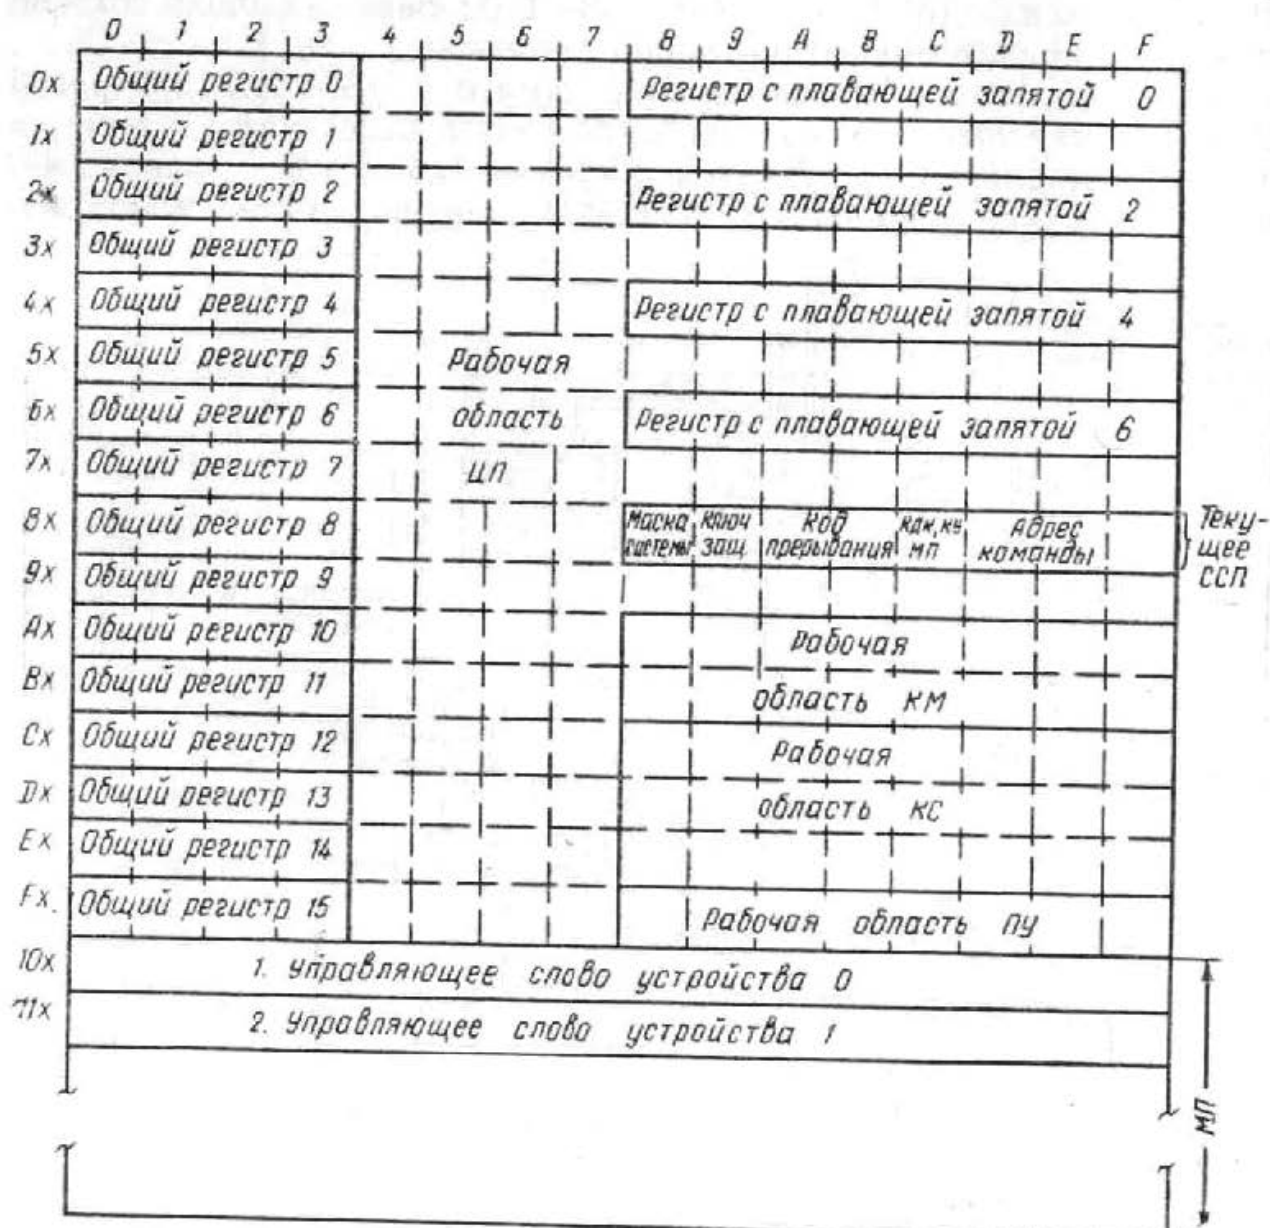 0 1 2 3 4 5 6 7 8 9 A B C D E F
0x Общий регистр 0 Регистр с плавающей запятой 0
1x Общий регистр 1
2x Общий регистр 2 Регистр с плавающей запятой 2
3x Общий регистр 3
4x Общий регистр 4 Регистр с плавающей запятой 4
5x Общий регистр 5 Рабочая
6x Общий регистр 6 область Регистр с плавающей запятой 6
7x Общий регистр 7 ЦП
8x Общий регистр 8 Маска ключ Код КДК, КУ Адрес Теку-
системы защ. прерывания МП команды щее
9x Общий регистр 9 ССП
Ax Общий регистр 10 Рабочая
Bx Общий регистр 11 область КМ
Cx Общий регистр 12 Рабочая
Dx Общий регистр 13 область КС
Ex Общий регистр 14
Fx. Общий регистр 15 Рабочая область ПУ
10x 1. Управляющее слово устройства 0
11x 2. Управляющее слово устройства 1
МП